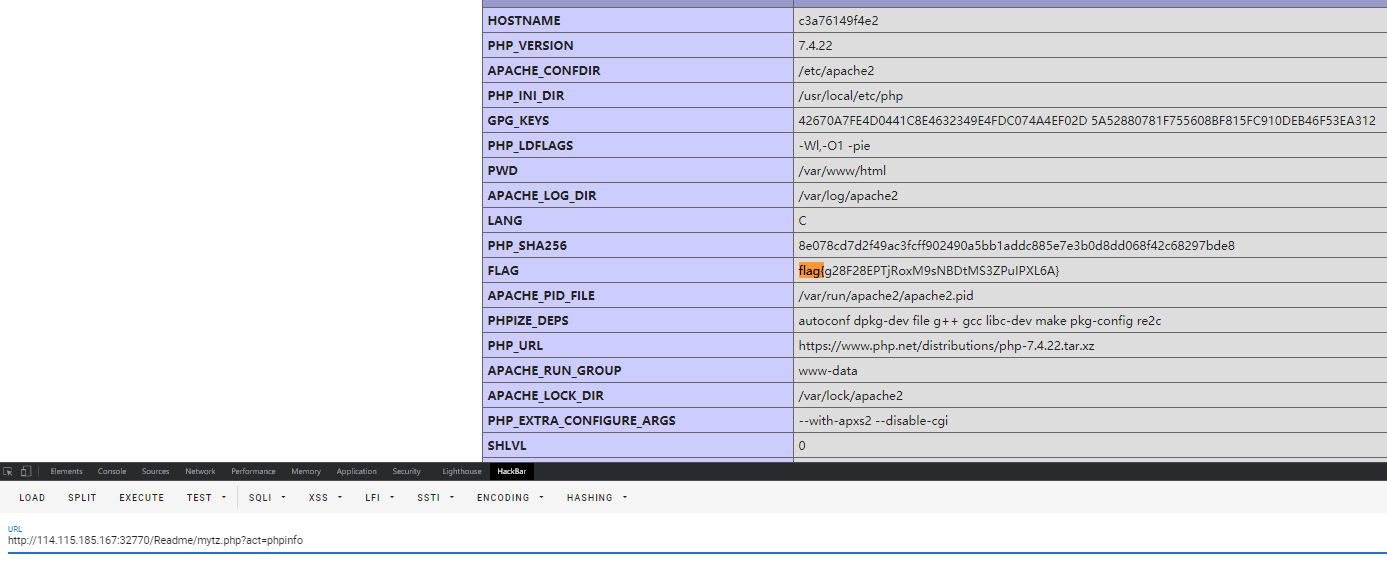 HOSTNAME c3a76149f4e2
PHP_VERSION 7.4.22
APACHE_CONFDIR /etc/apache2
PHP_INI_DIR /usr/local/etc/php
GPG_KEYS 42670A7FE4D0441C8E4632349E4FDC074A4EF02D 5A52880781F755608BF815FC910DEB46F53EA312
PHP_LDFLAGS -Wl,-O1 -pie
PWD /var/www/html
APACHE_LOG_DIR /var/log/apache2
LANG C
PHP_SHA256 8e078cd7d2f49ac3fcff902490a5bb1addc885e7e3b0d8dd068f42c68297bde8
FLAG flag{g28F28EPTjRoxM9sNBDtMS3ZPuIPXL6A}
APACHE_PID_FILE /var/run/apache2/apache2.pid
PHPIZE_DEPS autoconf dpkg-dev file g++ gcc libc-dev make pkg-config re2c
PHP_URL https://www.php.net/distributions/php-7.4.22.tar.xz
APACHE_RUN_GROUP www-data
APACHE_LOCK_DIR /var/lock/apache2
PHP_EXTRA_CONFIGURE_ARGS --with-apxs2 --disable-cgi
SHLVL 0
Elements Console Sources Network Performance Memory Application Security Lighthouse HackBar
LOAD SPLIT EXECUTE TEST SQLI XSS LFI SSTI ENCODING HASHING
URL
http://114.115.185.167:32770/Readme/mytz.php?act=phpinfo